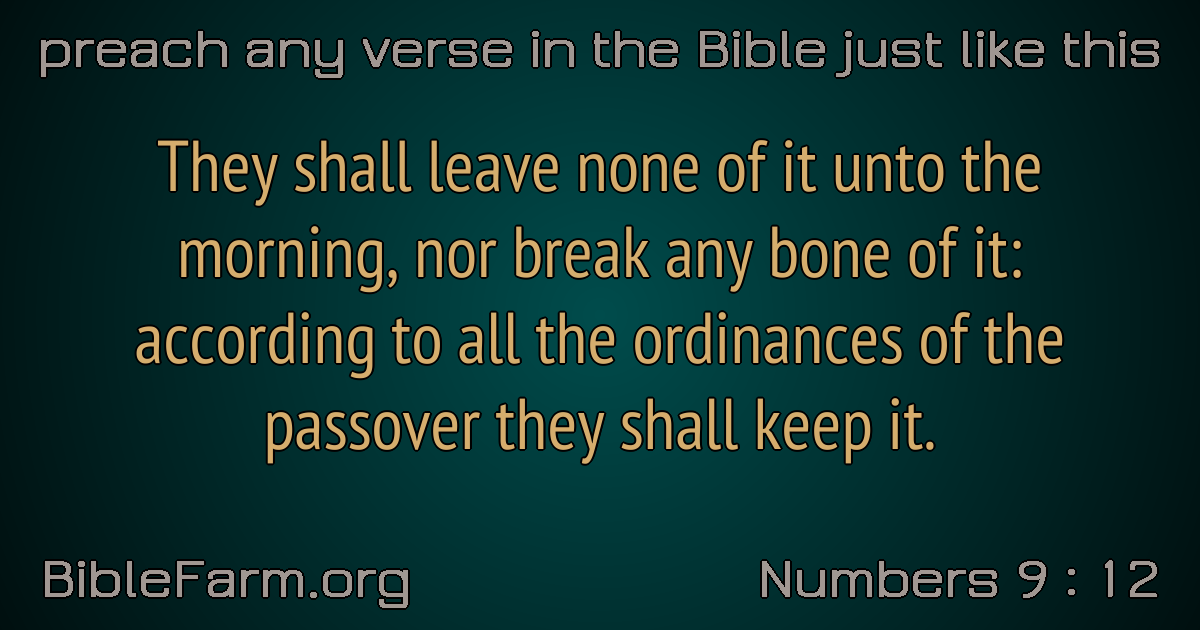 preach any verse in the Bible just like this
They shall leave none of it unto the
morning, nor break any bone of it:
according to all the ordinances of the
passover they shall keep it.
BibleFarm.org
Numbers 9 : 12